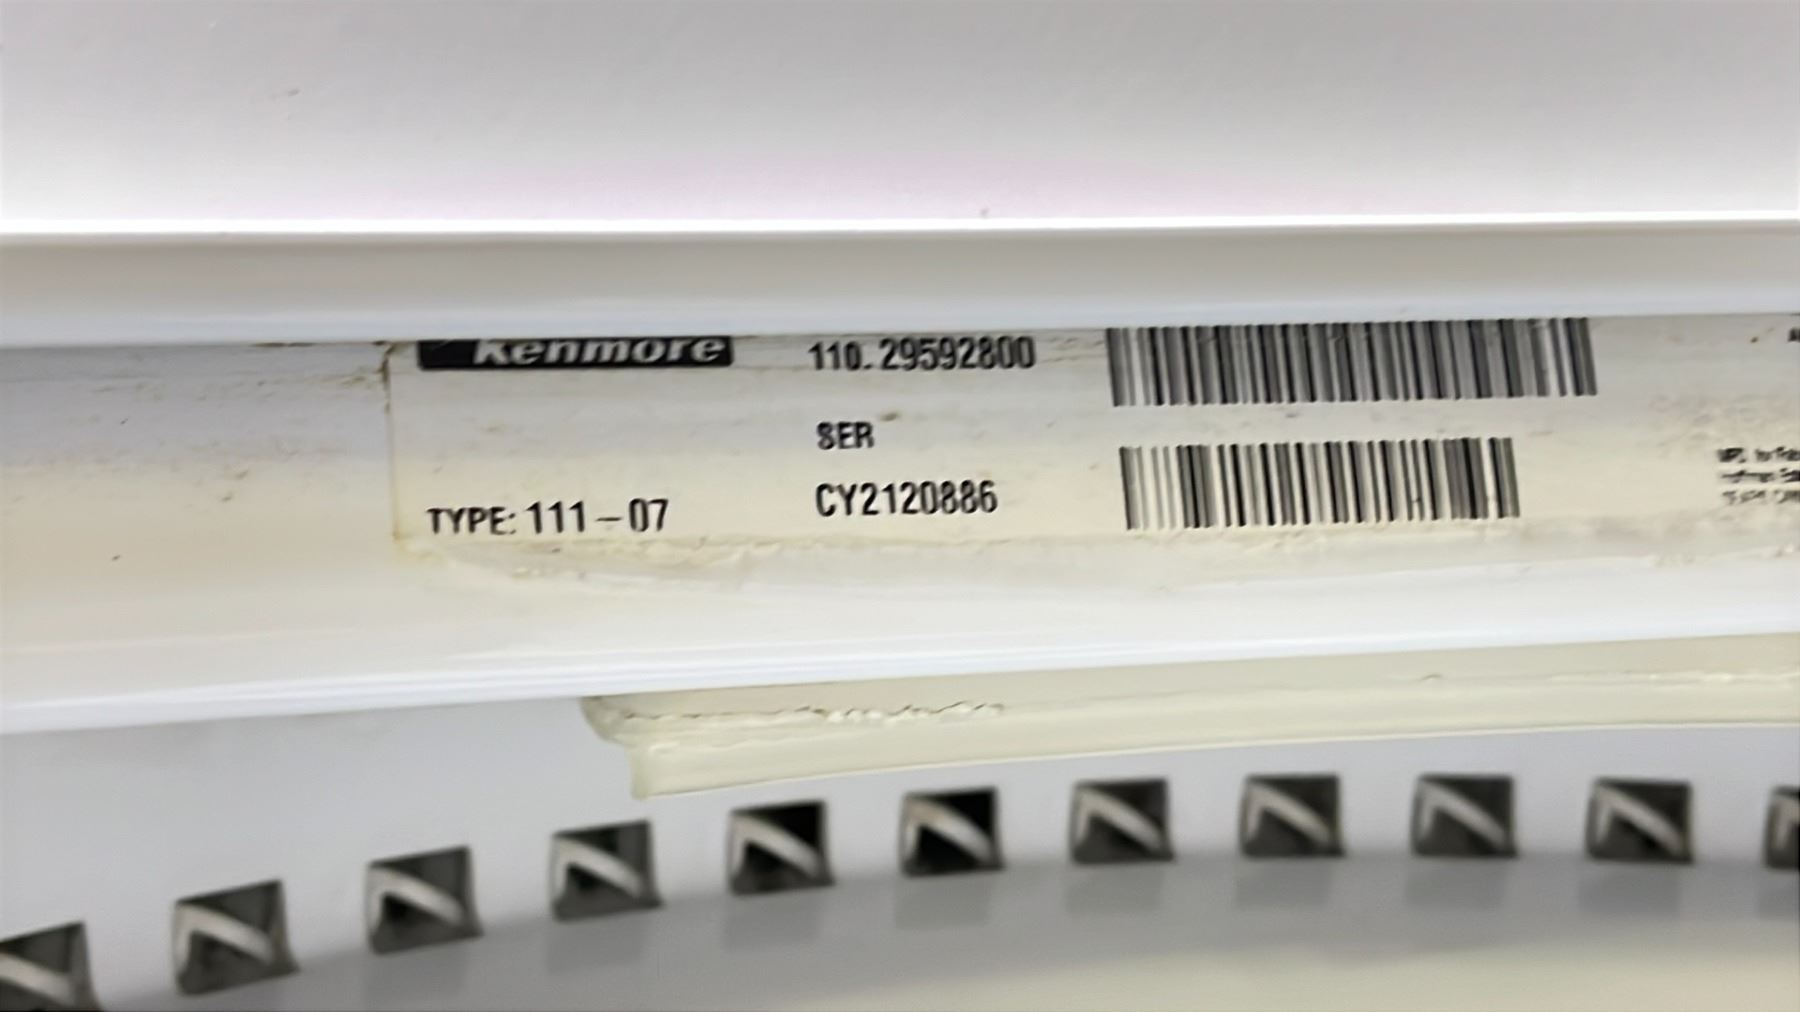 Kenmore
110.29592800
SER
CY2120886
TYPE: 111-07